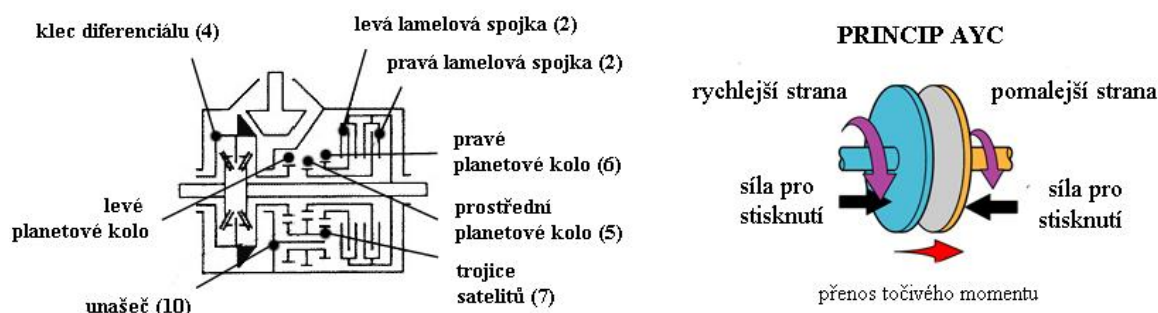 levá lamelová spojka (2)
klec diferenciálu (4)
pravá lamelová spojka (2)
pravé
planetové kolo (6)
levé
planetové kolo
prostřední
planetové kolo (5)
trojice
satelitů (7)
unašeč (10)
PRINCIP AYC
rychlejší strana
pomalejší strana
síla pro
stisknutí
síla pro
stisknutí
přenos točivého momentu